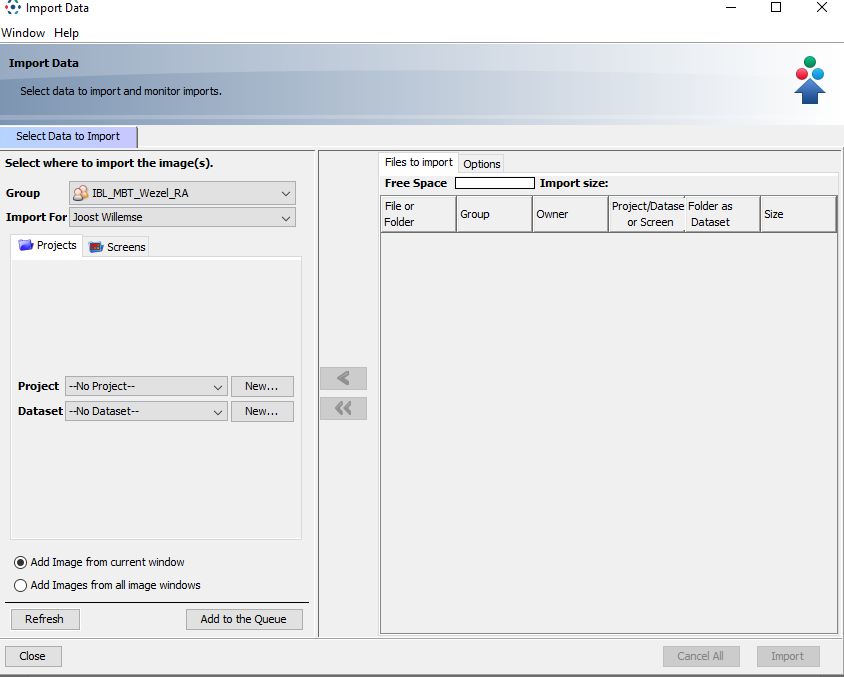 Import Data
Window Help
Import Data
Select data to import and monitor imports.
Select Data to Import
Select where to import the image(s).
Group IBL_MBT_Wezel_RA
Import For Joost Willemse
Projects Screens
Project --No Project-- New...
Dataset --No Dataset-- New...
Add Image from current window
Add Images from all image windows
Refresh Add to the Queue
Files to import Options
Free Space Import size:
File or Folder Group Owner Project/Datase or Screen Folder as Dataset Size
Close Cancel All Import